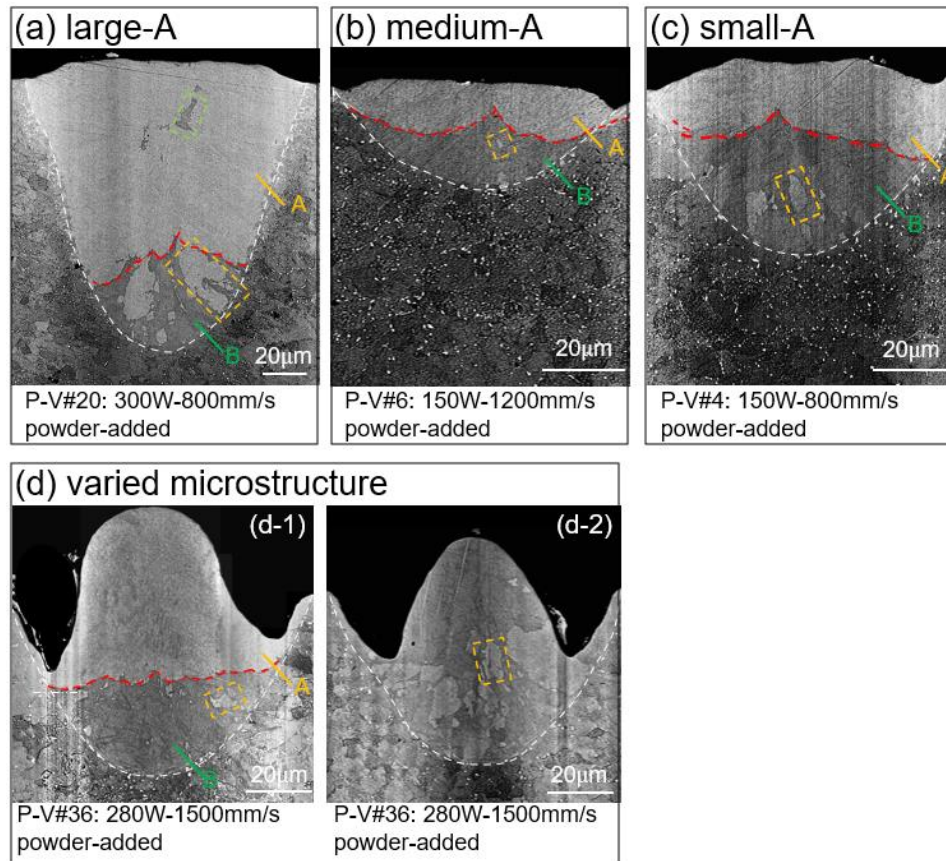 (a) large-A
A
B
20μm
P-V#20: 300W-800mm/s
powder-added
(b) medium-A
A
B
20μm
P-V#6: 150W-1200mm/s
powder-added
(c) small-A
A
B
20μm
P-V#4: 150W-800mm/s
powder-added
(d) varied microstructure
(d-1)
A
B
20μm
P-V#36: 280W-1500mm/s
powder-added
(d-2)
20μm
P-V#36: 280W-1500mm/s
powder-added